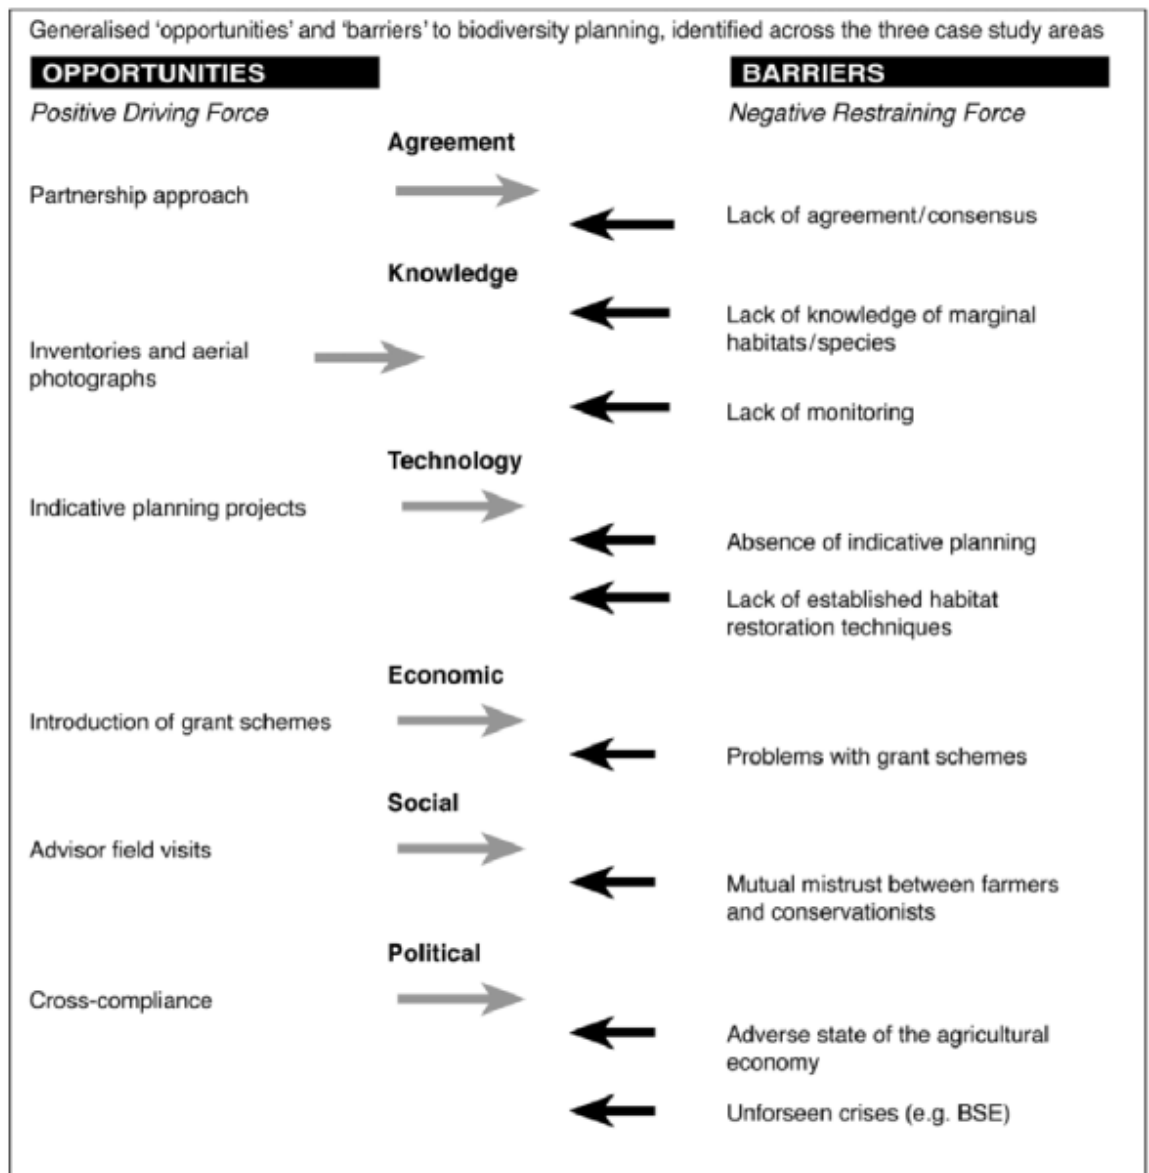 Generalised ‘opportunities’ and ‘barriers’ to biodiversity planning, identified across the three case study areas
OPPORTUNITIES
BARRIERS
Positive Driving Force
Negative Restraining Force
Agreement
Partnership approach
Lack of agreement/consensus
Knowledge
Lack of knowledge of marginal
habitats/species
Inventories and aerial
photographs
Lack of monitoring
Technology
Indicative planning projects
Absence of indicative planning
Lack of established habitat
restoration techniques
Economic
Introduction of grant schemes
Problems with grant schemes
Social
Advisor field visits
Mutual mistrust between farmers
and conservationists
Political
Cross-compliance
Adverse state of the agricultural
economy
Unforseen crises (e.g. BSE)